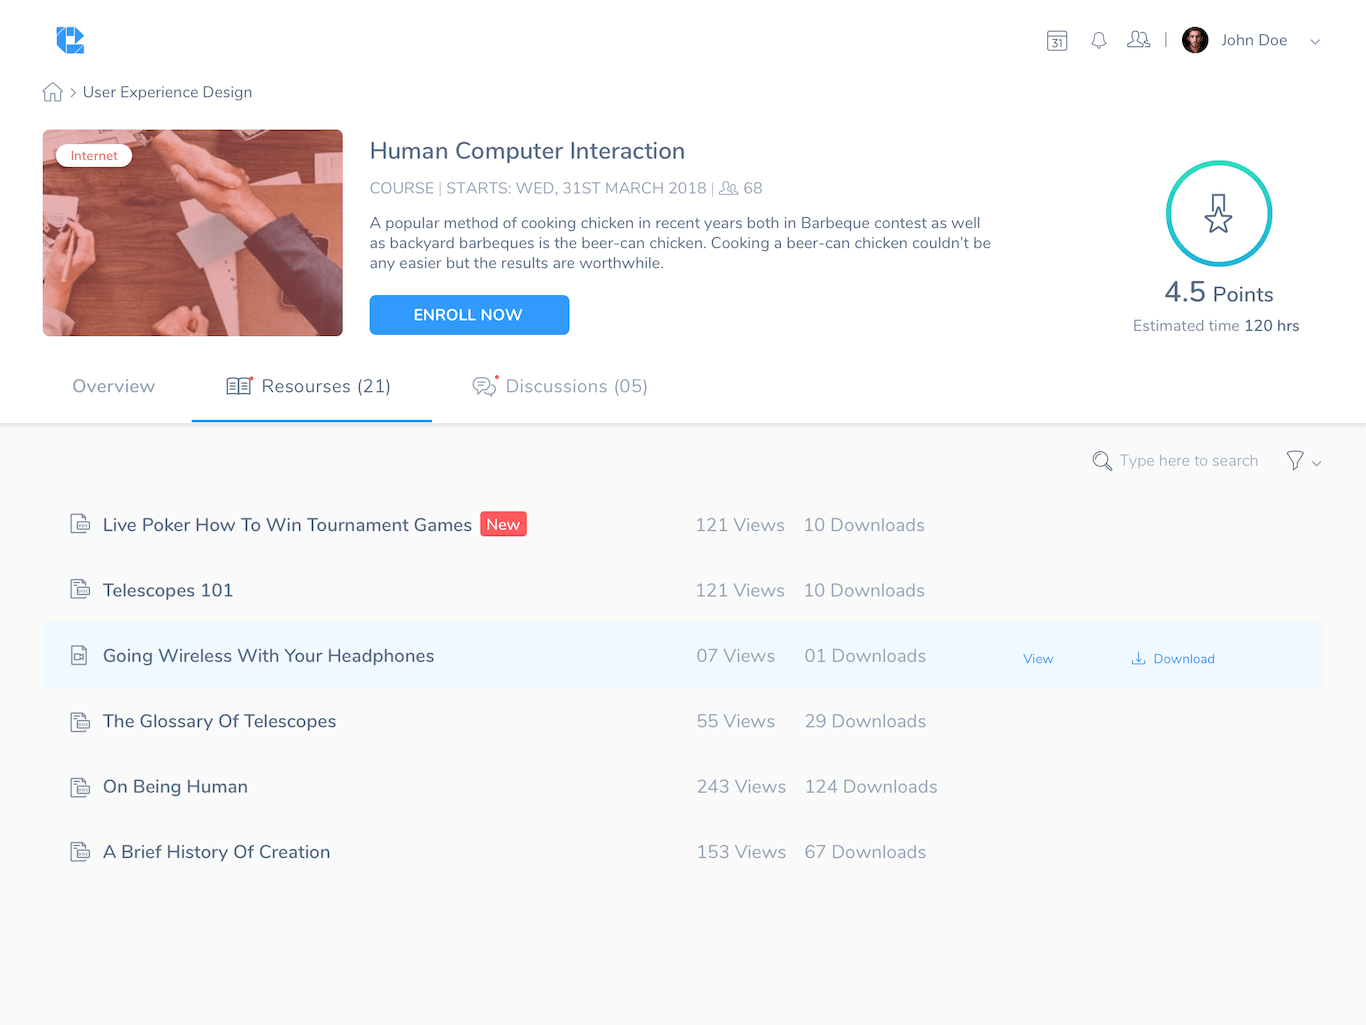 31
John Doe
User Experience Design
Internet
Human Computer Interaction
COURSE | STARTS: WED, 31ST MARCH 2018 | 68
A popular method of cooking chicken in recent years both in Barbeque contest as well
as backyard barbeques is the beer-can chicken. Cooking a beer-can chicken couldn’t be
any easier but the results are worthwhile.
ENROLL NOW
4.5 Points
Estimated time 120 hrs
Overview
Resourses (21)
Discussions (05)
Type here to search
Live Poker How To Win Tournament Games New 121 Views 10 Downloads
Telescopes 101 121 Views 10 Downloads
Going Wireless With Your Headphones 07 Views 01 Downloads View Download
The Glossary Of Telescopes 55 Views 29 Downloads
On Being Human 243 Views 124 Downloads
A Brief History Of Creation 153 Views 67 Downloads